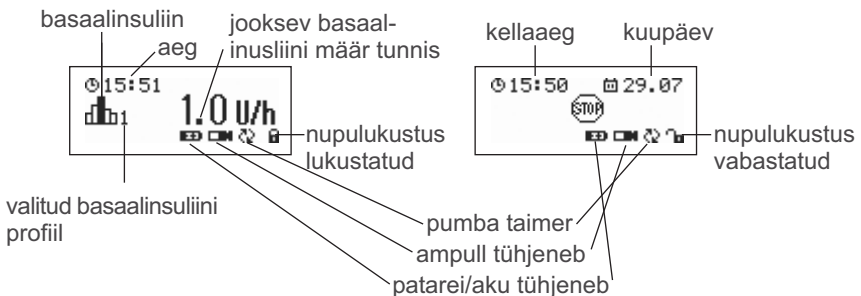 basaalinsuliin
aeg
jooksev basaal-
inusliini määr tunnis
15:51
1
1.0 U/h
nupulukustus
lukustatud
valitud basaalinsuliini
profiil
kellaaeg
kuupäev
15:50
29.07
STOP
nupulukustus
vabastatud
pumba taimer
ampull tühjeneb
patarei/aku tühjeneb